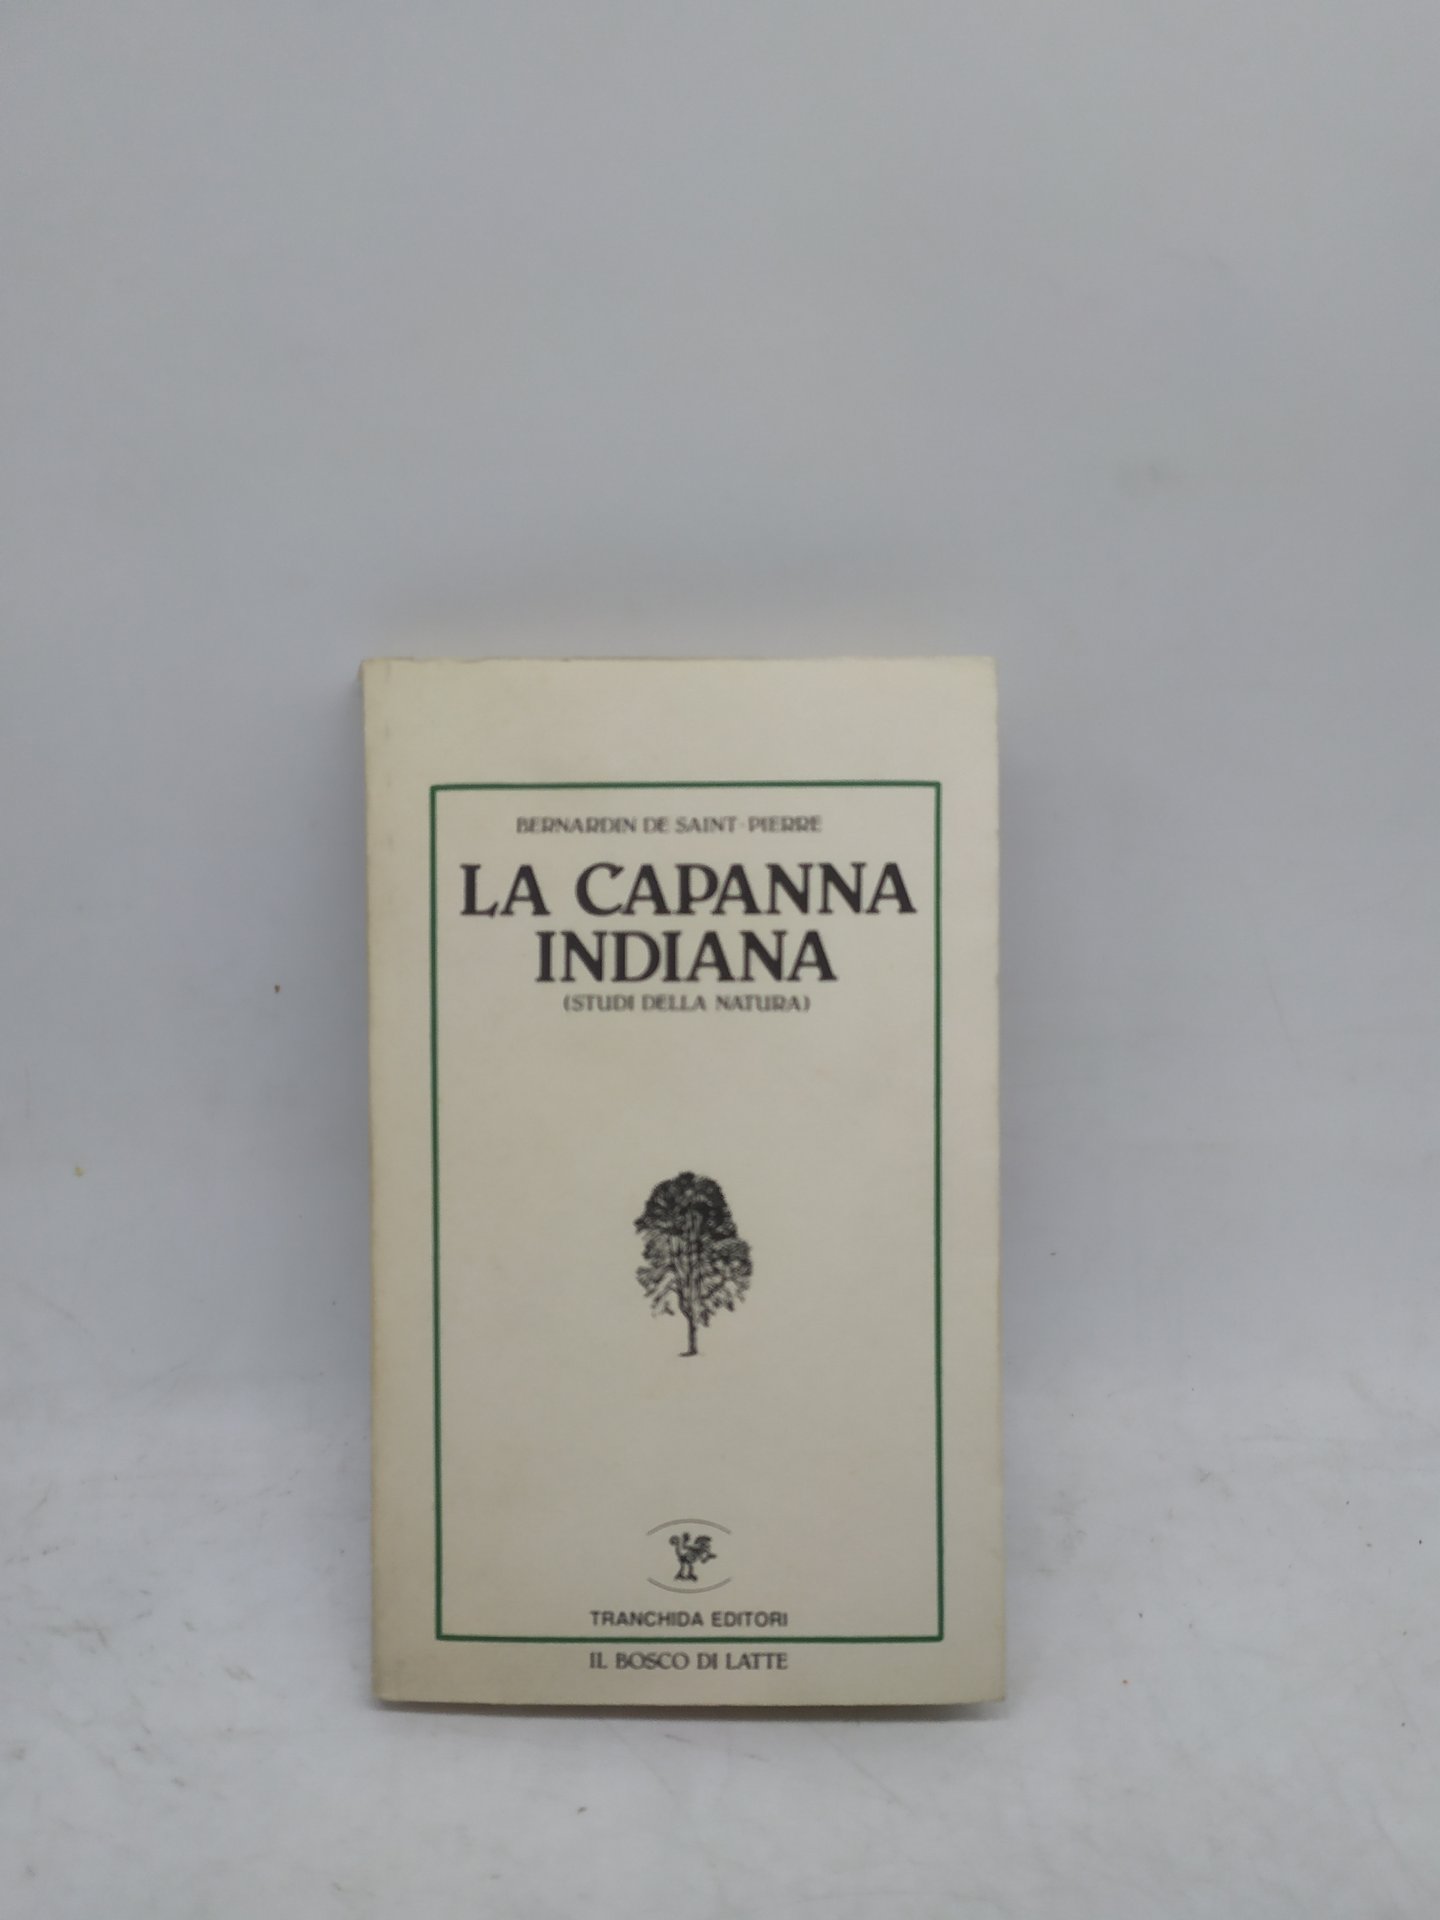 BERNARDIN DE SAINT-PIERRE
LA CAPANNA
INDIANA
(STUDI DELLA NATURA)
TRANCHIDA EDITORI
IL BOSCO DI LATTE